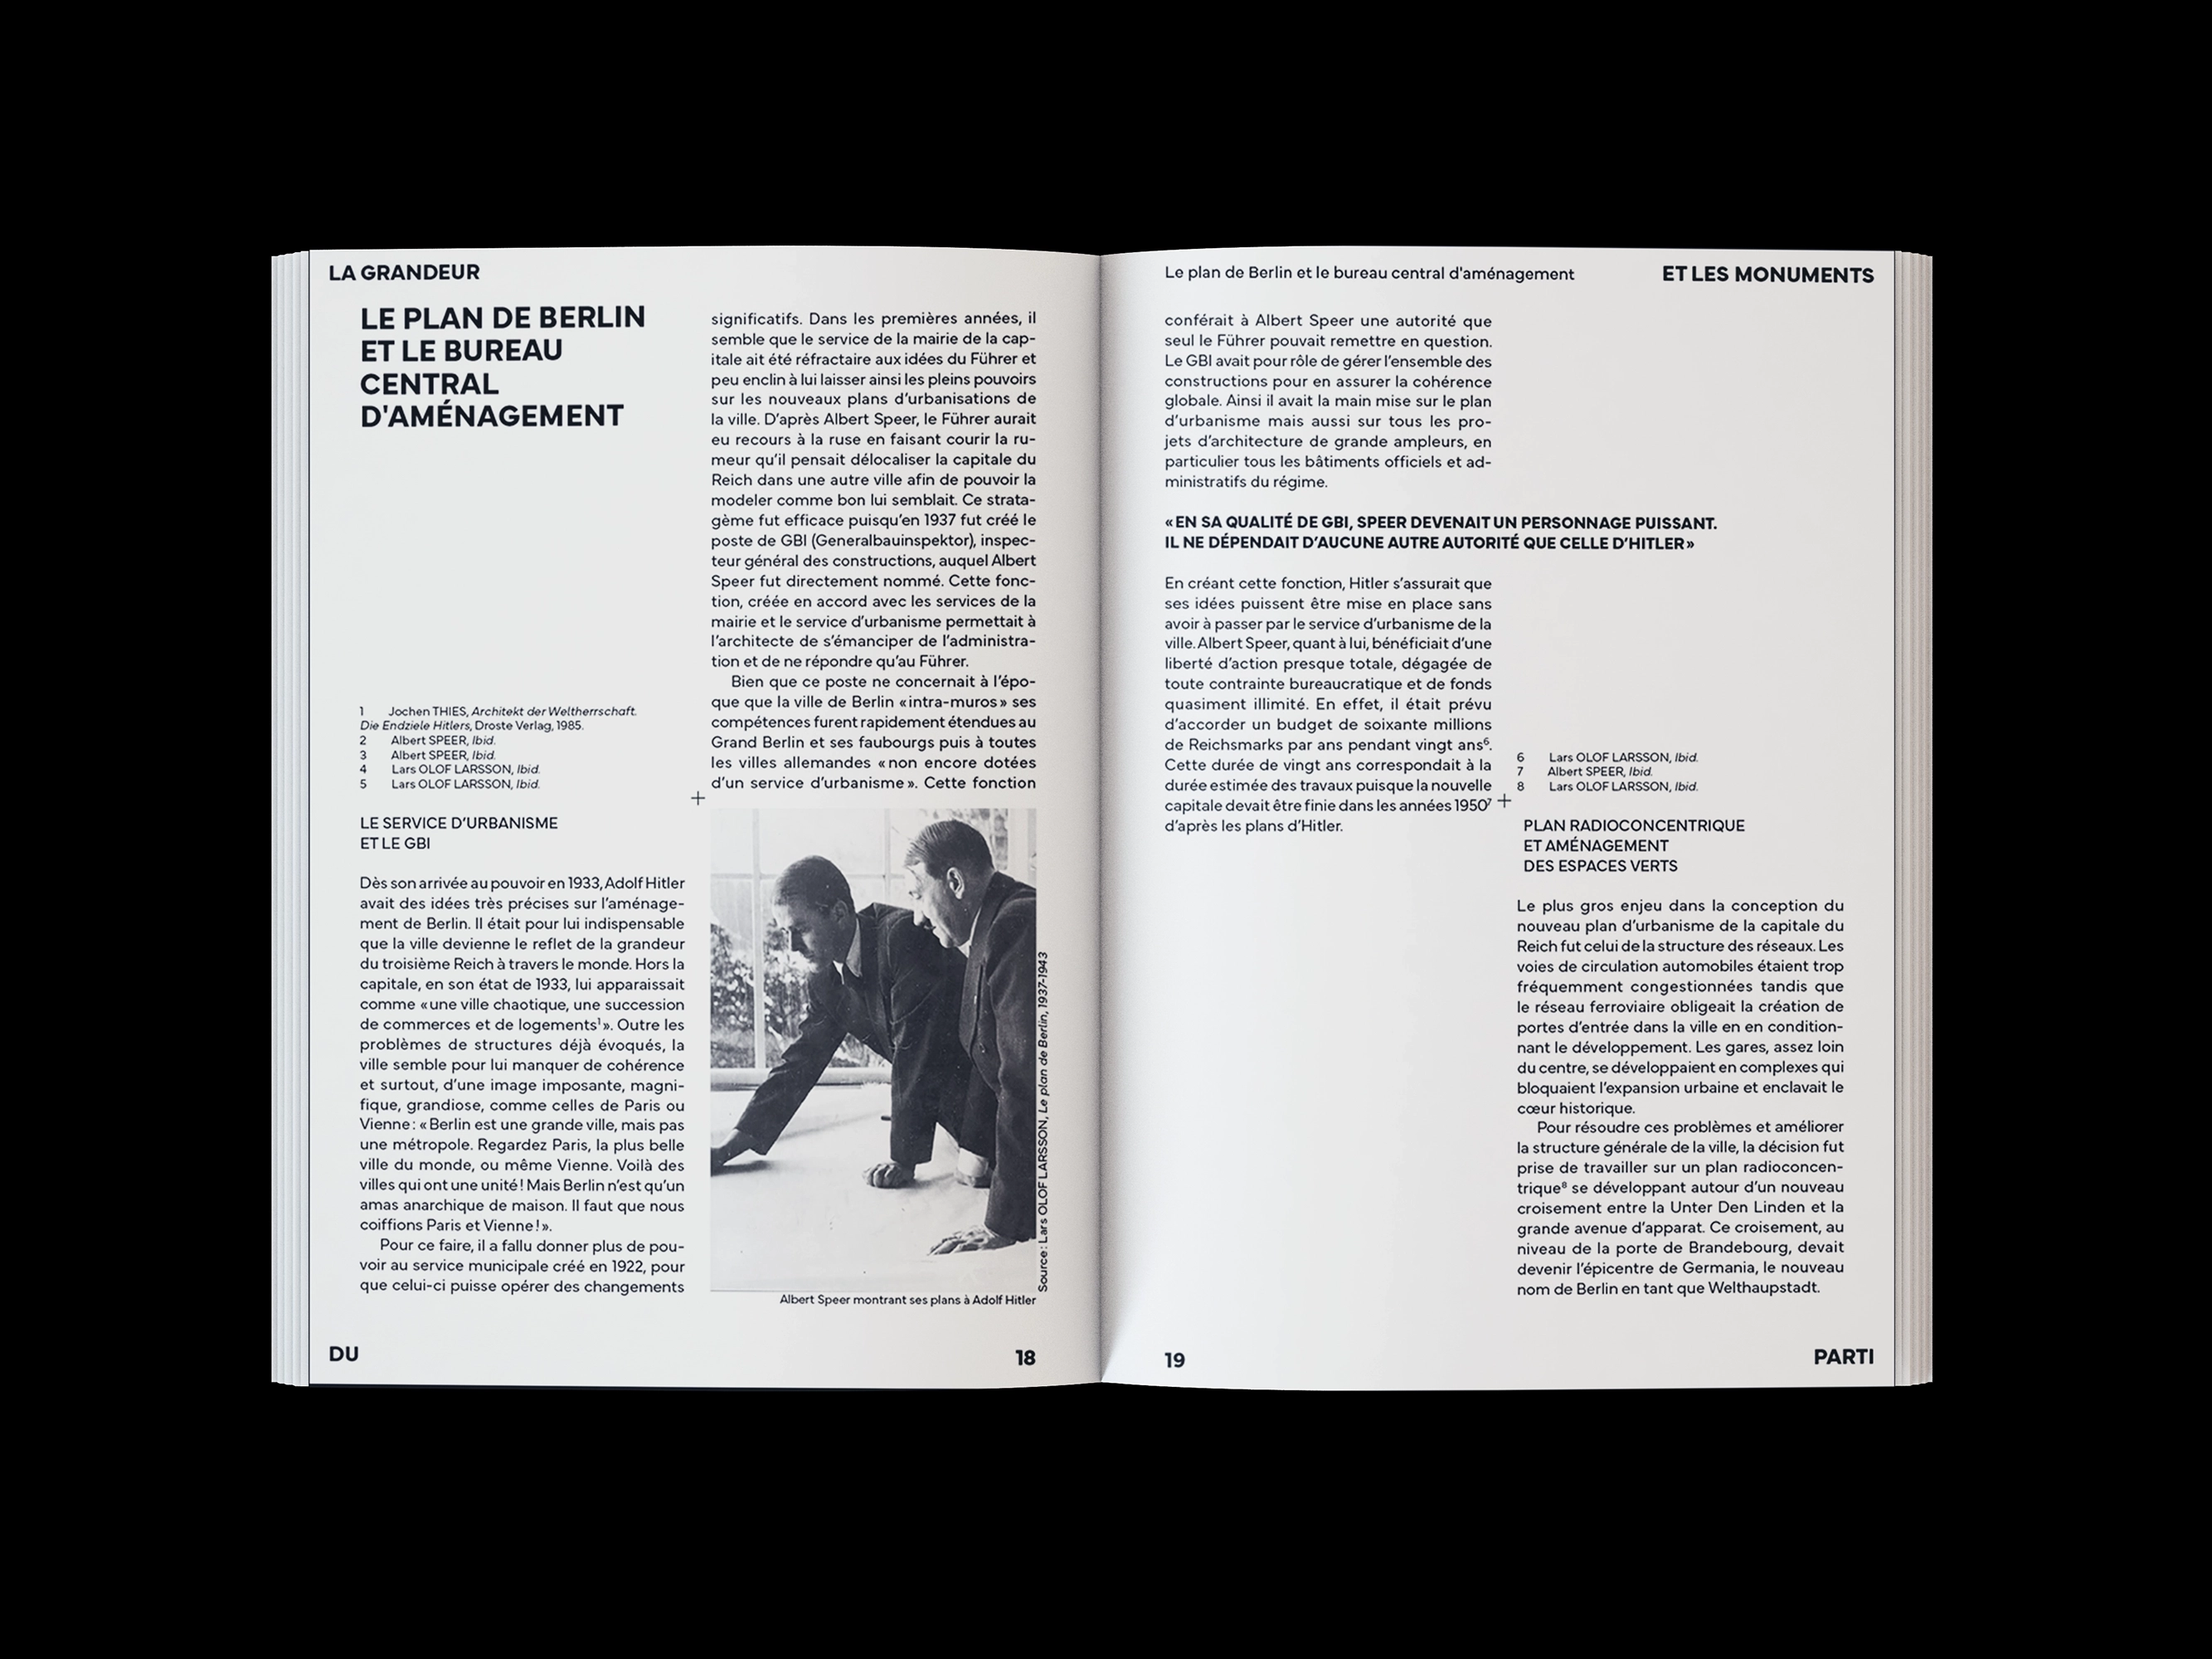 LA GRANDEUR
LE PLAN DE BERLIN
ET LE BUREAU
CENTRAL
D'AMÉNAGEMENT
1 Jochen THIES, Architekt der Weltherrschaft.
Die Endziele Hitlers, Droste Verlag, 1985.
2 Albert SPEER, Ibid.
3 Albert SPEER, Ibid.
4 Lars OLOF LARSSON, Ibid.
5 Lars OLOF LARSSON, Ibid.
LE SERVICE D’URBANISME
ET LE GBI
Dès son arrivée au pouvoir en 1933, Adolf Hitler
avait des idées très précises sur l’aménage-
ment de Berlin. Il était pour lui indispensable
que la ville devienne le reflet de la grandeur
du troisième Reich à travers le monde. Hors la
capitale, en son état de 1933, lui apparaissait
comme « une ville chaotique, une succession
de commerces et de logements¹ ». Outre les
problèmes de structures déjà évoqués, la
ville semble pour lui manquer de cohérence
et surtout, d’une image imposante, magni-
fique, grandiose, comme celles de Paris ou
Vienne : « Berlin est une grande ville, mais pas
une métropole. Regardez Paris, la plus belle
ville du monde, ou même Vienne. Voilà des
villes qui ont une unité ! Mais Berlin n’est qu’un
amas anarchique de maison. Il faut que nous
coiffions Paris et Vienne ! ».
Pour ce faire, il a fallu donner plus de pou-
voir au service municipale créé en 1922, pour
que celui-ci puisse opérer des changements
significatifs. Dans les premières années, il
semble que le service de la mairie de la cap-
itale ait été réfractaire aux idées du Führer et
peu enclin à lui laisser ainsi les pleins pouvoirs
sur les nouveaux plans d’urbanisations de
la ville. D’après Albert Speer, le Führer aurait
eu recours à la ruse en faisant courir la ru-
meur qu’il pensait délocaliser la capitale du
Reich dans une autre ville afin de pouvoir la
modeler comme bon lui semblait. Ce strata-
gème fut efficace puisqu’en 1937 fut créé le
poste de GBI (Generalbauinspektor), inspec-
teur général des constructions, auquel Albert
Speer fut directement nommé. Cette fonc-
tion, créée en accord avec les services de la
mairie et le service d’urbanisme permettait à
l’architecte de s’émanciper de l’administra-
tion et de ne répondre qu’au Führer.
Bien que ce poste ne concernait à l’épo-
que que la ville de Berlin « intra-muros » ses
compétences furent rapidement étendues au
Grand Berlin et ses faubourgs puis à toutes
les villes allemandes « non encore dotées
d’un service d’urbanisme ». Cette fonction
Source : Lars OLOF LARSSON, Le plan de Berlin, 1937-1943
Albert Speer montrant ses plans à Adolf Hitler
DU
18
Le plan de Berlin et le bureau central d'aménagement
ET LES MONUMENTS
conférait à Albert Speer une autorité que
seul le Führer pouvait remettre en question.
Le GBI avait pour rôle de gérer l’ensemble des
constructions pour en assurer la cohérence
globale. Ainsi il avait la main mise sur le plan
d’urbanisme mais aussi sur tous les pro-
jets d’architecture de grande ampleurs, en
particulier tous les bâtiments officiels et ad-
ministratifs du régime.
« EN SA QUALITÉ DE GBI, SPEER DEVENAIT UN PERSONNAGE PUISSANT.
IL NE DÉPENDAIT D’AUCUNE AUTRE AUTORITÉ QUE CELLE D’HITLER »
En créant cette fonction, Hitler s’assurait que
ses idées puissent être mise en place sans
avoir à passer par le service d’urbanisme de la
ville. Albert Speer, quant à lui, bénéficiait d’une
liberté d’action presque totale, dégagée de
toute contrainte bureaucratique et de fonds
quasiment illimité. En effet, il était prévu
d’accorder un budget de soixante millions
de Reichsmarks par ans pendant vingt ans⁶.
Cette durée de vingt ans correspondait à la
durée estimée des travaux puisque la nouvelle
capitale devait être finie dans les années 1950⁷
d’après les plans d’Hitler.
6 Lars OLOF LARSSON, Ibid.
7 Albert SPEER, Ibid.
8 Lars OLOF LARSSON, Ibid.
PLAN RADIOCONCENTRIQUE
ET AMÉNAGEMENT
DES ESPACES VERTS
Le plus gros enjeu dans la conception du
nouveau plan d’urbanisme de la capitale du
Reich fut celui de la structure des réseaux. Les
voies de circulation automobiles étaient trop
fréquemment congestionnées tandis que
le réseau ferroviaire obligeait la création de
portes d’entrée dans la ville en en condition-
nant le développement. Les gares, assez loin
du centre, se développaient en complexes qui
bloquaient l’expansion urbaine et enclavait le
cœur historique.
Pour résoudre ces problèmes et améliorer
la structure générale de la ville, la décision fut
prise de travailler sur un plan radioconcen-
trique⁸ se développant autour d’un nouveau
croisement entre la Unter Den Linden et la
grande avenue d’apparat. Ce croisement, au
niveau de la porte de Brandebourg, devait
devenir l’épicentre de Germania, le nouveau
nom de Berlin en tant que Welthaupstadt.
19
PARTI